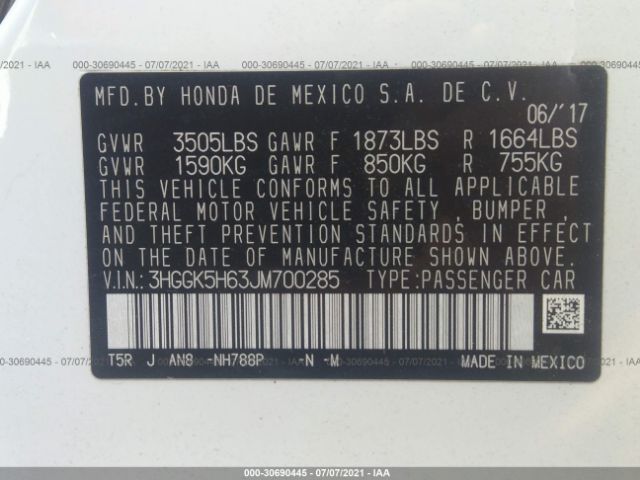 000-30690445 - 07/07/2021 - IAA
MFD.BY HONDA DE MEXICO S.A. DE C.V.
06/'17
GVWR 3505LBS GAWR F 1873LBS R 1664LBS
GVWR 1590KG GAWR F 850KG R 755KG
THIS VEHICLE CONFORMS TO ALL APPLICABLE
FEDERAL MOTOR VEHICLE SAFETY , BUMPER ,
AND THEFT PREVENTION STANDARDS IN EFFECT
ON THE DATE OF MANUFACTURE SHOWN ABOVE.
V.I.N.:3HGGK5H63JM700285 TYPE:PASSENGER CAR
T5R J AN8 -NH788P -N -M MADE IN MEXICO
000-30690445 - 07/07/2021 - IAA